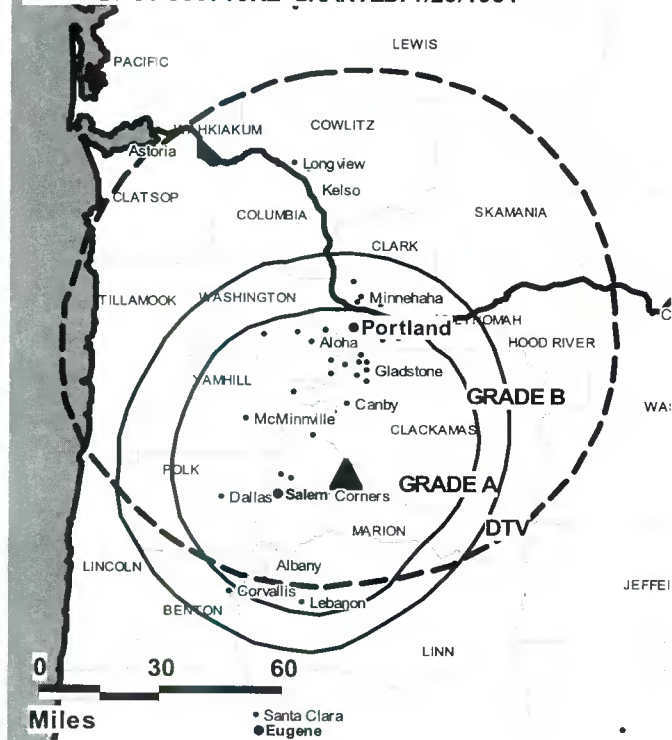 LEWIS
PACIFIC
COWLITZ
Astoria
Longview
Kelso
CLATSOP
COLUMBIA
SKAMANIA
CLARK
TILLAMOOK
WASHINGTON
Minnehaha
Portland
Aloha
HOOD RIVER
Gladstone
YAMHILL
GRADE B
Canby
WAS
McMinnville
CLACKAMAS
POLK
GRADE A
Dallas
Salem
Corners
DTV
MARION
LINCOLN
Albany
JEFFE
Corvallis
BENTON
Lebanon
LINN
0 30 60
Miles
Santa Clara
Eugene